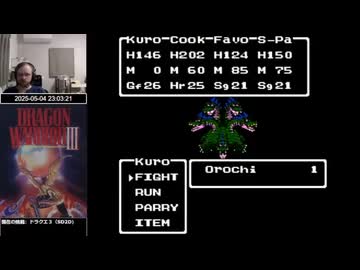 Kuro Cook Favo S-Pa
H146 H202 H124 H150
M 0 M 60 M 85 M 75
Gf26 Hr25 Sg21 Sg21
2025-05-04 23:03:21
DRAGON
WARRIOR III
Kuro
FIGHT
RUN
PARRY
ITEM
Orochi 1